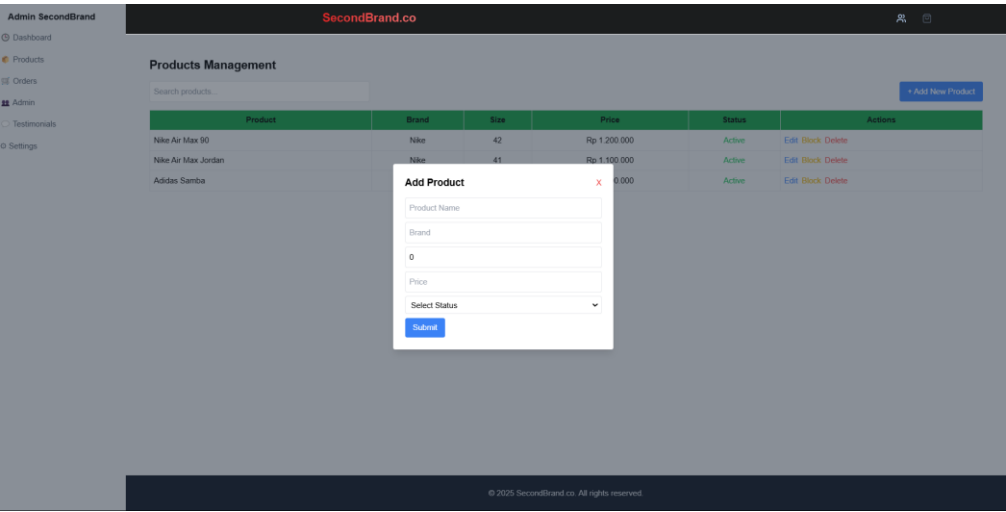 Admin SecondBrand
Dashboard
Products
Orders
Admin
Testimonials
Settings
SecondBrand.co
Products Management
Search products...
+ Add New Product
Product Brand Size Price Status Actions
Nike Air Max 90 Nike 42 Rp 1.200.000 Active Edit Block Delete
Nike Air Max Jordan Nike 41 Rp 1.100.000 Active Edit Block Delete
Adidas Samba 0.000 Active Edit Block Delete
Add Product X
Product Name
Brand
0
Price
Select Status
Submit
© 2025 SecondBrand.co. All rights reserved.